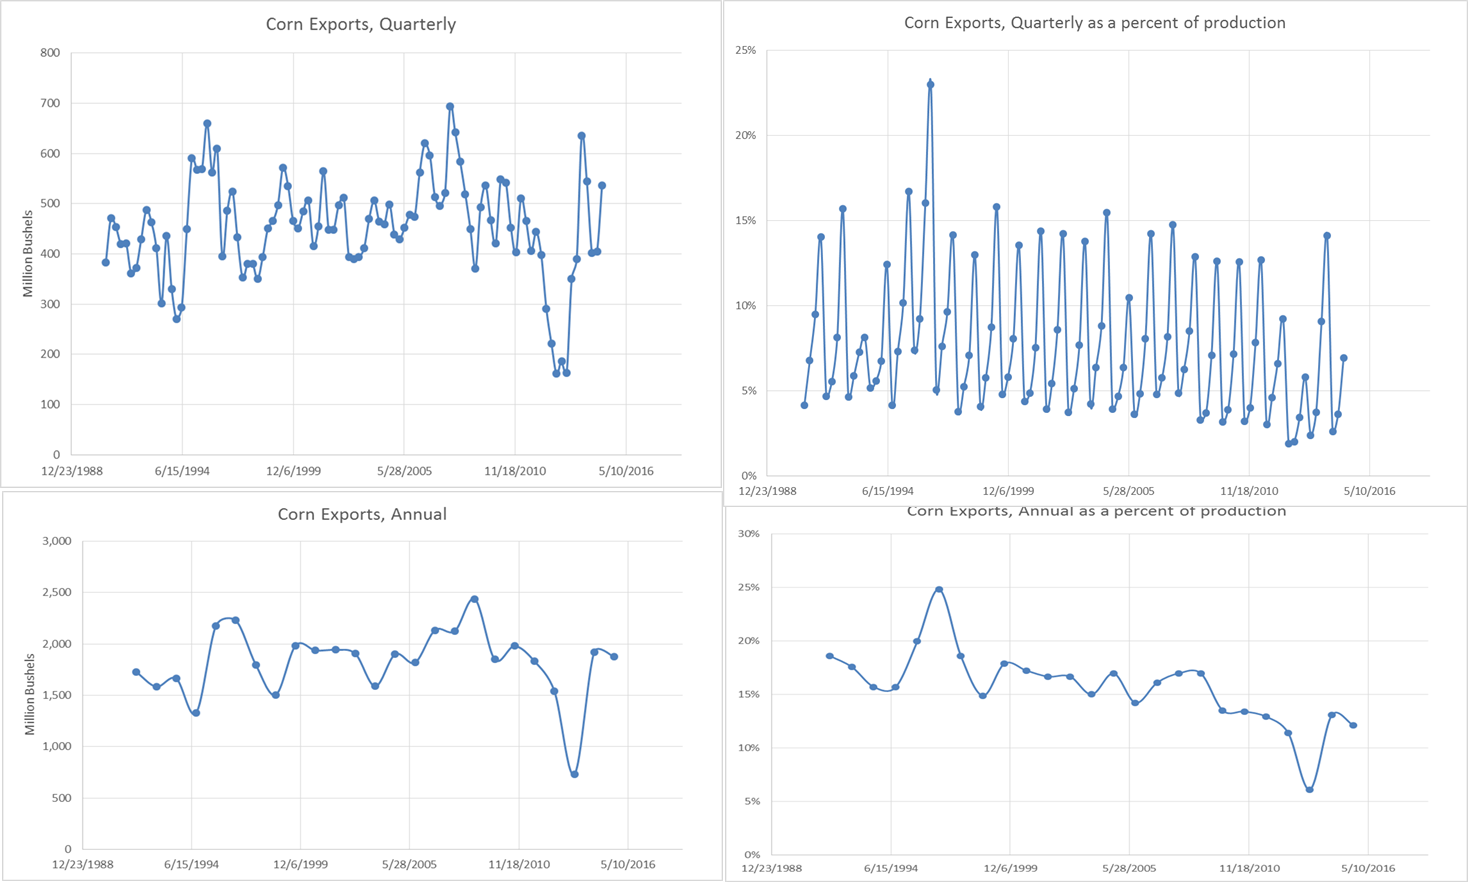 Corn Exports, Quarterly
800
700
600
500
400
300
200
100
0
Million Bushels
12/23/1988 6/15/1994 12/6/1999 5/28/2005 11/18/2010 5/10/2016
Corn Exports, Quarterly as a percent of production
25%
20%
15%
10%
5%
0%
12/23/1988 6/15/1994 12/6/1999 5/28/2005 11/18/2010 5/10/2016
Corn Exports, Annual
3,000
2,500
2,000
1,500
1,000
500
0
Million Bushels
12/23/1988 6/15/1994 12/6/1999 5/28/2005 11/18/2010 5/10/2016
Corn Exports, Annual as a percent of production
30%
25%
20%
15%
10%
5%
0%
12/23/1988 6/15/1994 12/6/1999 5/28/2005 11/18/2010 5/10/2016